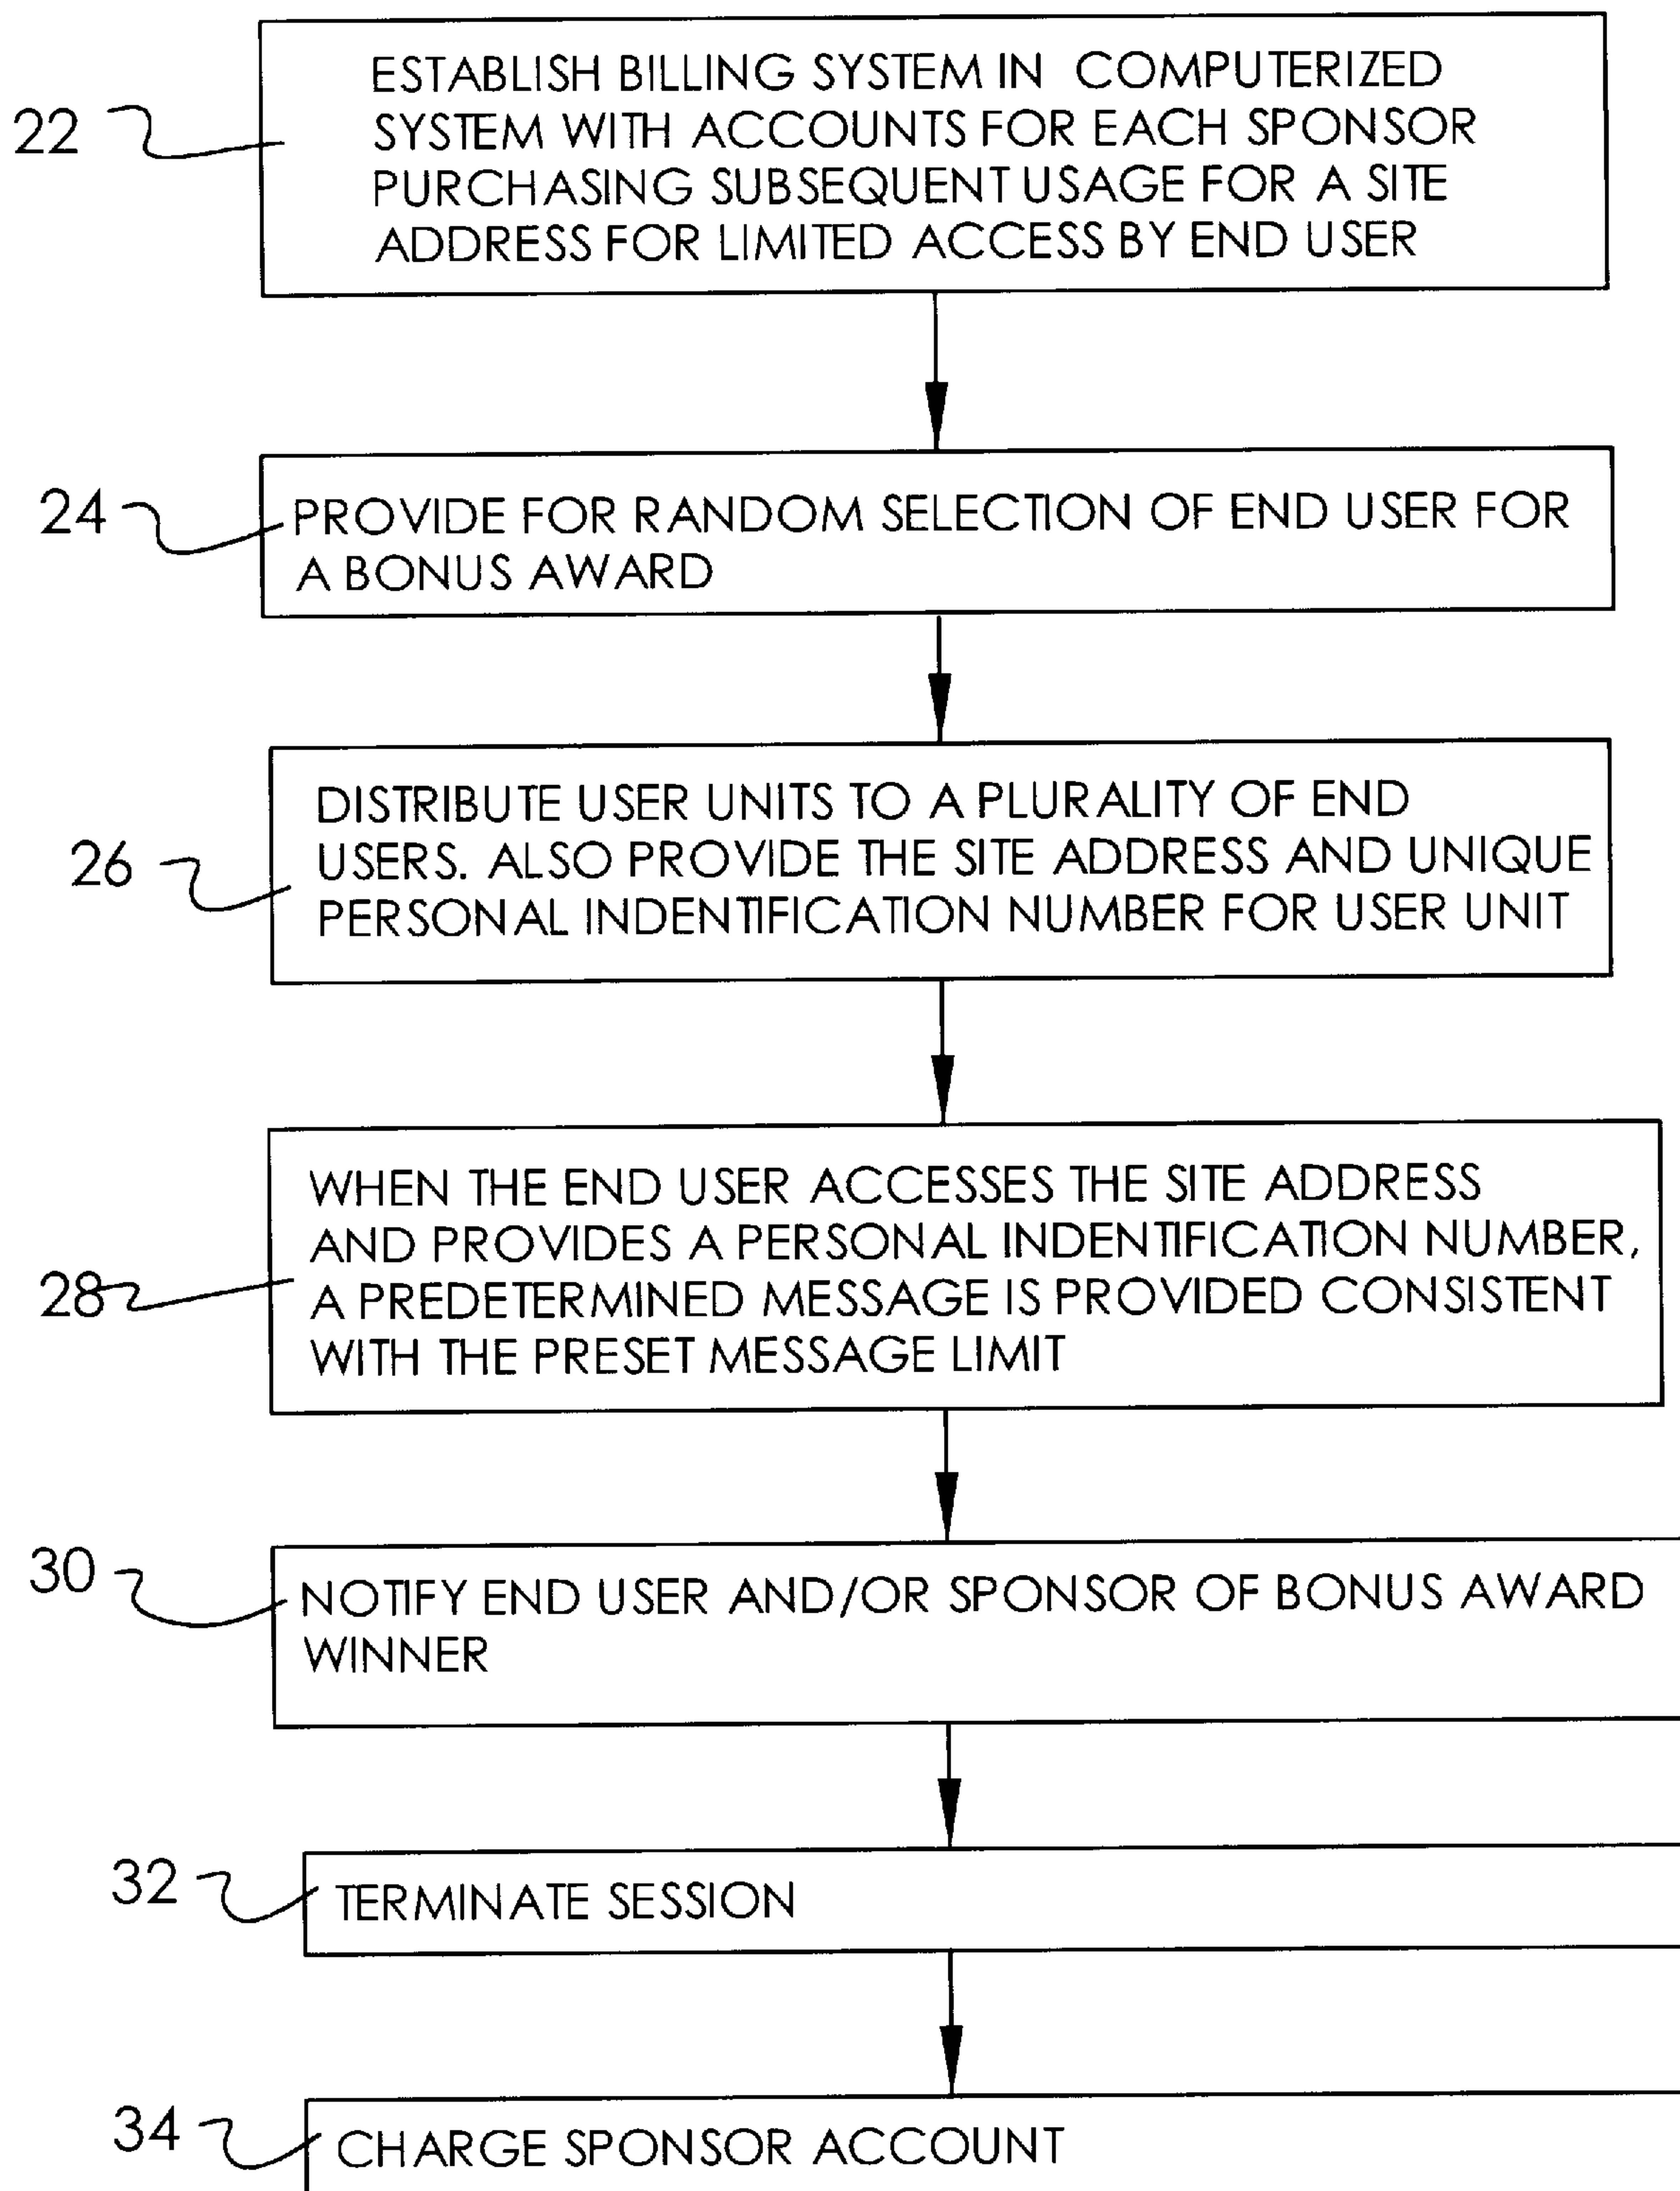 22
ESTABLISH BILLING SYSTEM IN COMPUTERIZED
SYSTEM WITH ACCOUNTS FOR EACH SPONSOR
PURCHASING SUBSEQUENT USAGE FOR A SITE
ADDRESS FOR LIMITED ACCESS BY END USER
24
PROVIDE FOR RANDOM SELECTION OF END USER FOR
A BONUS AWARD
26
DISTRIBUTE USER UNITS TO A PLURALITY OF END
USERS. ALSO PROVIDE THE SITE ADDRESS AND UNIQUE
PERSONAL INDENTIFICATION NUMBER FOR USER UNIT
28
WHEN THE END USER ACCESSES THE SITE ADDRESS
AND PROVIDES A PERSONAL INDENTIFICATION NUMBER,
A PREDETERMINED MESSAGE IS PROVIDED CONSISTENT
WITH THE PRESET MESSAGE LIMIT
30
NOTIFY END USER AND/OR SPONSOR OF BONUS AWARD
WINNER
32
TERMINATE SESSION
34
CHARGE SPONSOR ACCOUNT